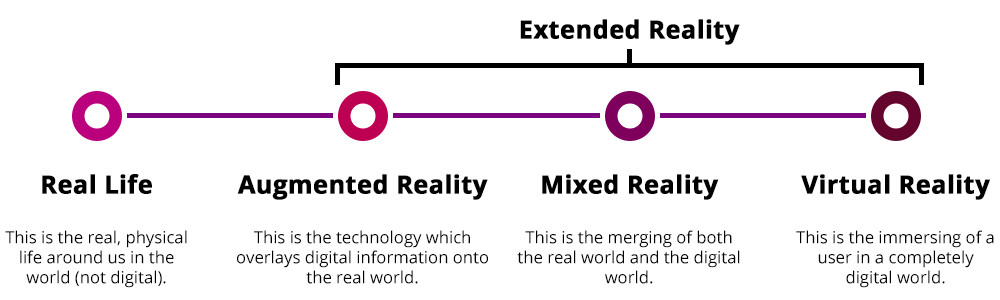 Extended Reality
Real Life
Augmented Reality
Mixed Reality
Virtual Reality
This is the real, physical
life around us in the
world (not digital).
This is the technology which
overlays digital information onto
the real world.
This is the merging of both
the real world and the digital
world.
This is the immersing of a
user in a completely
digital world.